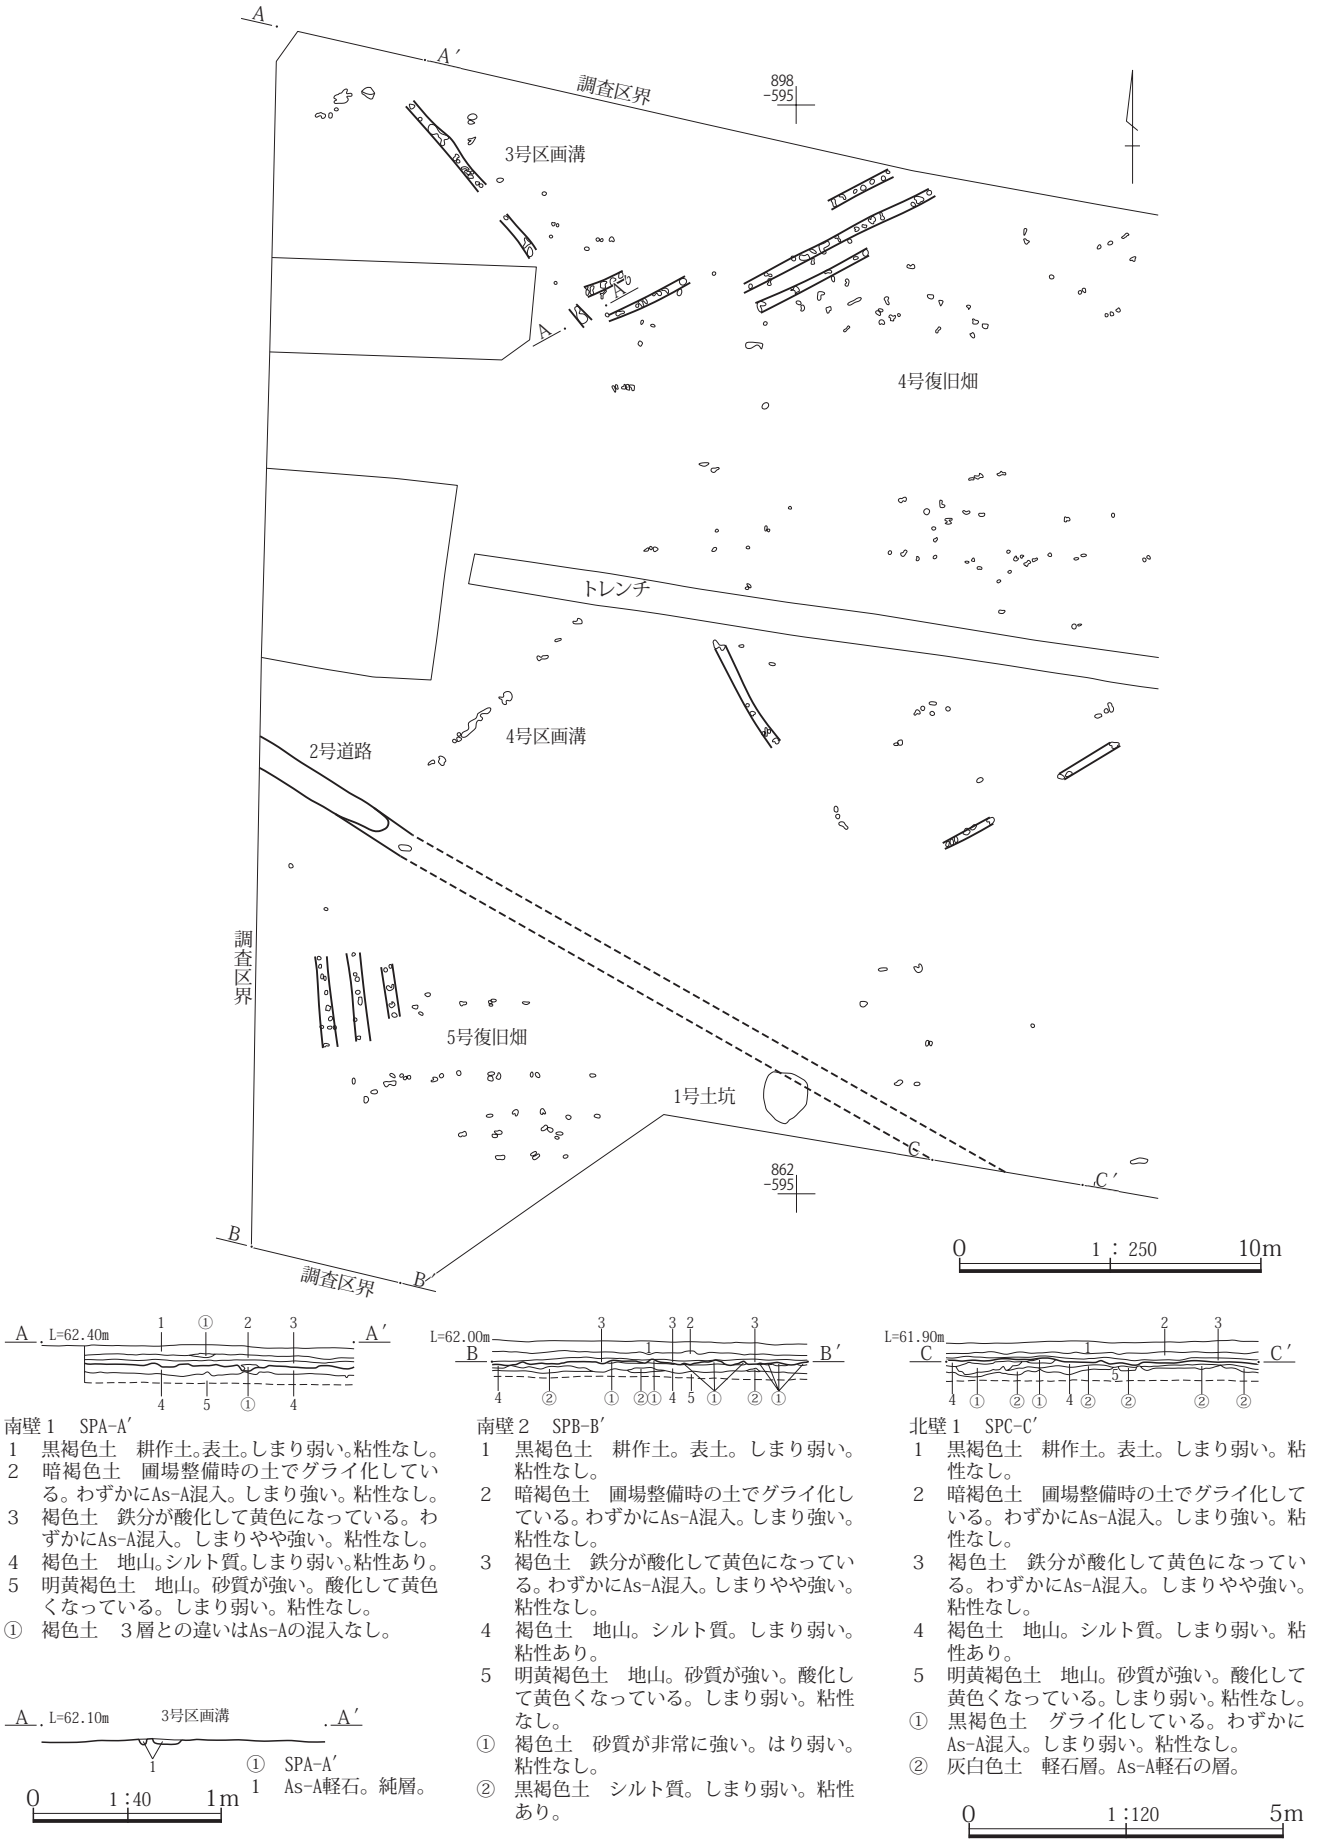 A
A′
調査区界
898
-595
3号区画溝
A′
A
4号復旧畑
トレンチ
4号区画溝
2号道路
調査区界
5号復旧畑
1号土坑
C
C′
862
-595
B
調査区界
B′
0 1 : 250 10m
A L=62.40m 1 ① 2 3 A′
4 5 ① 4
L=62.00m 3 3 2 3
B 1 B′
4 ② ① ② ① 4 5 ① ② ①
L=61.90m 2 3
C 1 C′
5
4 ① ② ① 4 ② ② ② ②
南壁1 SPA-A′
1 黒褐色土 耕作土。表土。しまり弱い。粘性なし。
2 暗褐色土 圃場整備時の土でグライ化してい
る。わずかにAs-A混入。しまり強い。粘性なし。
3 褐色土 鉄分が酸化して黄色になっている。わ
ずかにAs-A混入。しまりやや強い。粘性なし。
4 褐色土 地山。シルト質。しまり弱い。粘性あり。
5 明黄褐色土 地山。砂質が強い。酸化して黄色
くなっている。しまり弱い。粘性なし。
① 褐色土 3層との違いはAs-Aの混入なし。
A L=62.10m 3号区画溝 A′
1
① SPA-A′
1 As-A軽石。純層。
0 1 : 40 1m
南壁2 SPB-B′
1 黒褐色土 耕作土。表土。しまり弱い。
粘性なし。
2 暗褐色土 圃場整備時の土でグライ化し
ている。わずかにAs-A混入。しまり強い。
粘性なし。
3 褐色土 鉄分が酸化して黄色になってい
る。わずかにAs-A混入。しまりやや強い。
粘性なし。
4 褐色土 地山。シルト質。しまり弱い。
粘性あり。
5 明黄褐色土 地山。砂質が強い。酸化し
て黄色くなっている。しまり弱い。粘性
なし。
① 褐色土 砂質が非常に強い。はり弱い。
粘性なし。
② 黒褐色土 シルト質。しまり弱い。粘性
あり。
北壁1 SPC-C′
1 黒褐色土 耕作土。表土。しまり弱い。粘
性なし。
2 暗褐色土 圃場整備時の土でグライ化して
いる。わずかにAs-A混入。しまり強い。粘
性なし。
3 褐色土 鉄分が酸化して黄色になってい
る。わずかにAs-A混入。しまりやや強い。
粘性なし。
4 褐色土 地山。シルト質。しまり弱い。粘
性あり。
5 明黄褐色土 地山。砂質が強い。酸化して
黄色くなっている。しまり弱い。粘性なし。
① 黒褐色土 グライ化している。わずかに
As-A混入。しまり弱い。粘性なし。
② 灰白色土 軽石層。As-A軽石の層。
0 1 : 120 5m